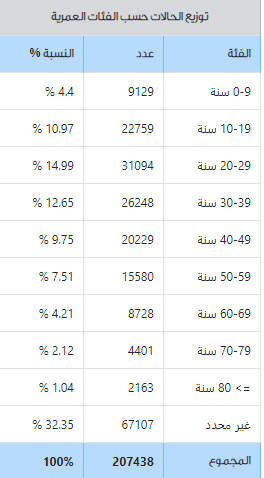 توزيع الحالات حسب الفئات العمرية
الفئة عدد النسبة %
0-9 سنة 9129 4.4 %
10-19 سنة 22759 10.97 %
20-29 سنة 31094 14.99 %
30-39 سنة 26248 12.65 %
40-49 سنة 20229 9.75 %
50-59 سنة 15580 7.51 %
60-69 سنة 8728 4.21 %
70-79 سنة 4401 2.12 %
=> 80 سنة 2163 1.04 %
غير محدد 67107 32.35 %
المجموع 207438 100%